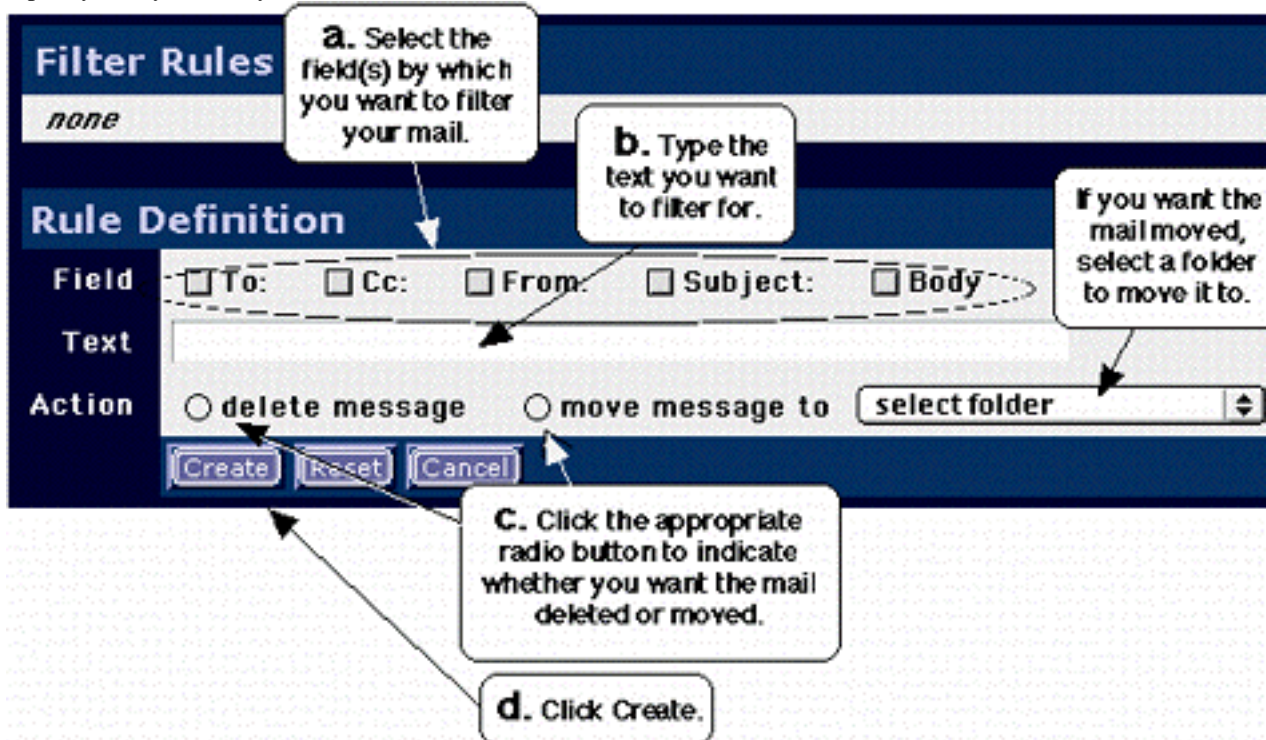 Filter Rules
none
a. Select the
field(s) by which
you want to filter
your mail.
b. Type the
text you want
to filter for.
If you want the
mail moved,
select a folder
to move it to.
Rule Definition
Field To: Cc: From: Subject: Body
Text
Action delete message move message to select folder
Create Reset Cancel
c. Click the appropriate
radio button to indicate
whether you want the mail
deleted or moved.
d. Click Create.